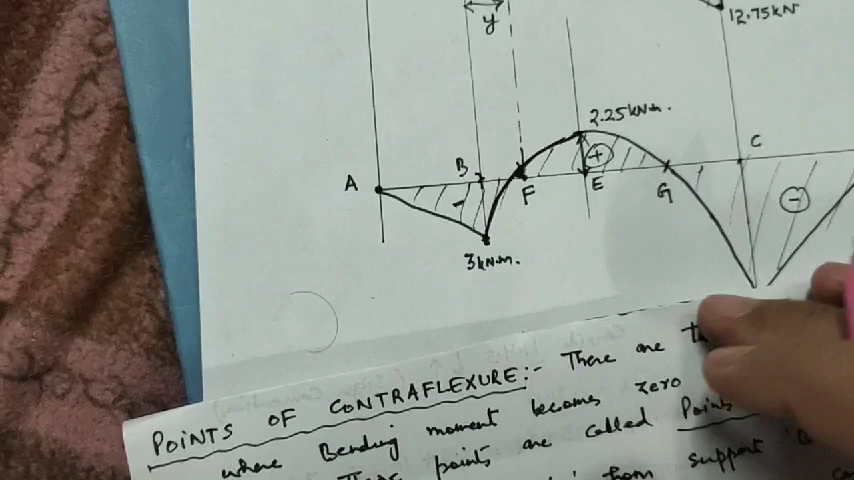 y
12.75kN
2.25kNm.
A
B
F
+
E
G
C
-
-
3kN.m.
POINTS OF CONTRAFLEXURE:- There are
where Bending moment becomes zero
points are called Points
from support